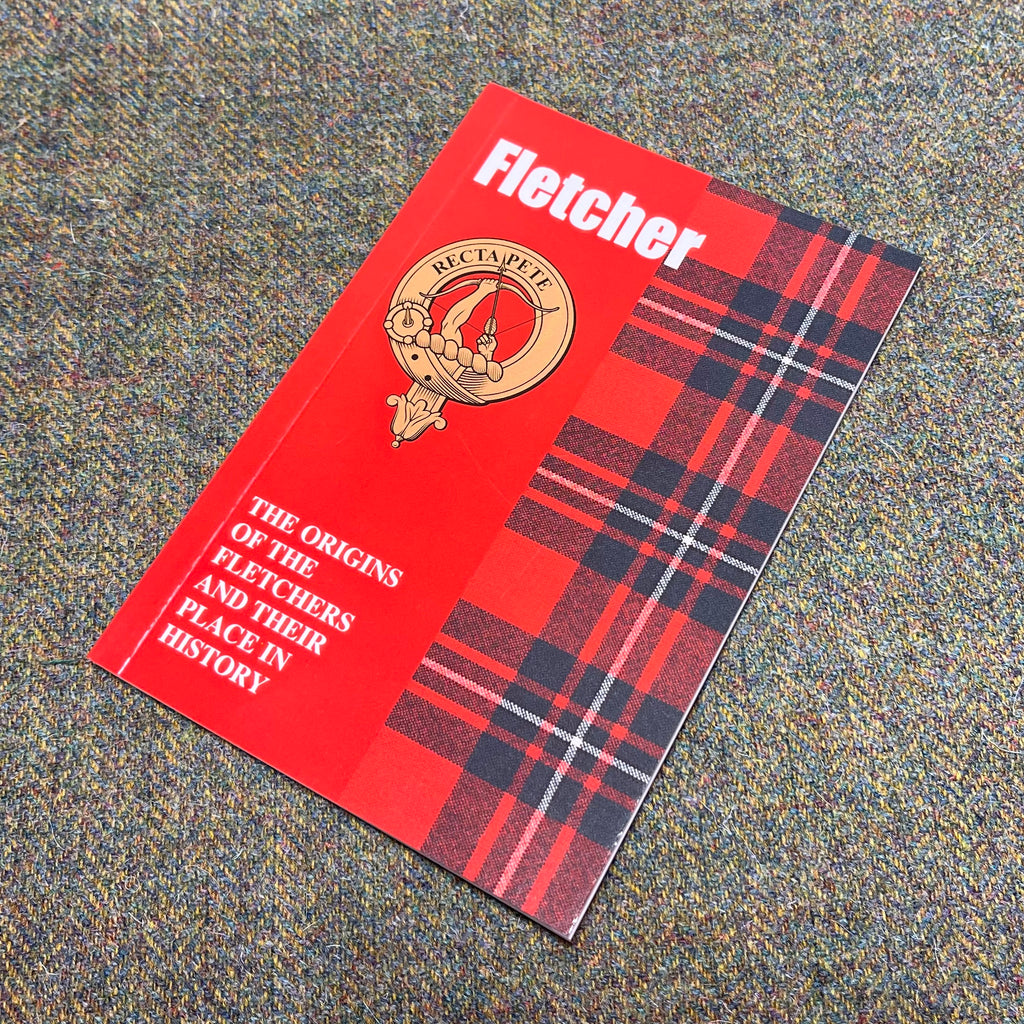 Fletcher
RECTA PETE
THE ORIGINS
OF THE
FLETCHERS
AND THEIR
PLACE IN
HISTORY